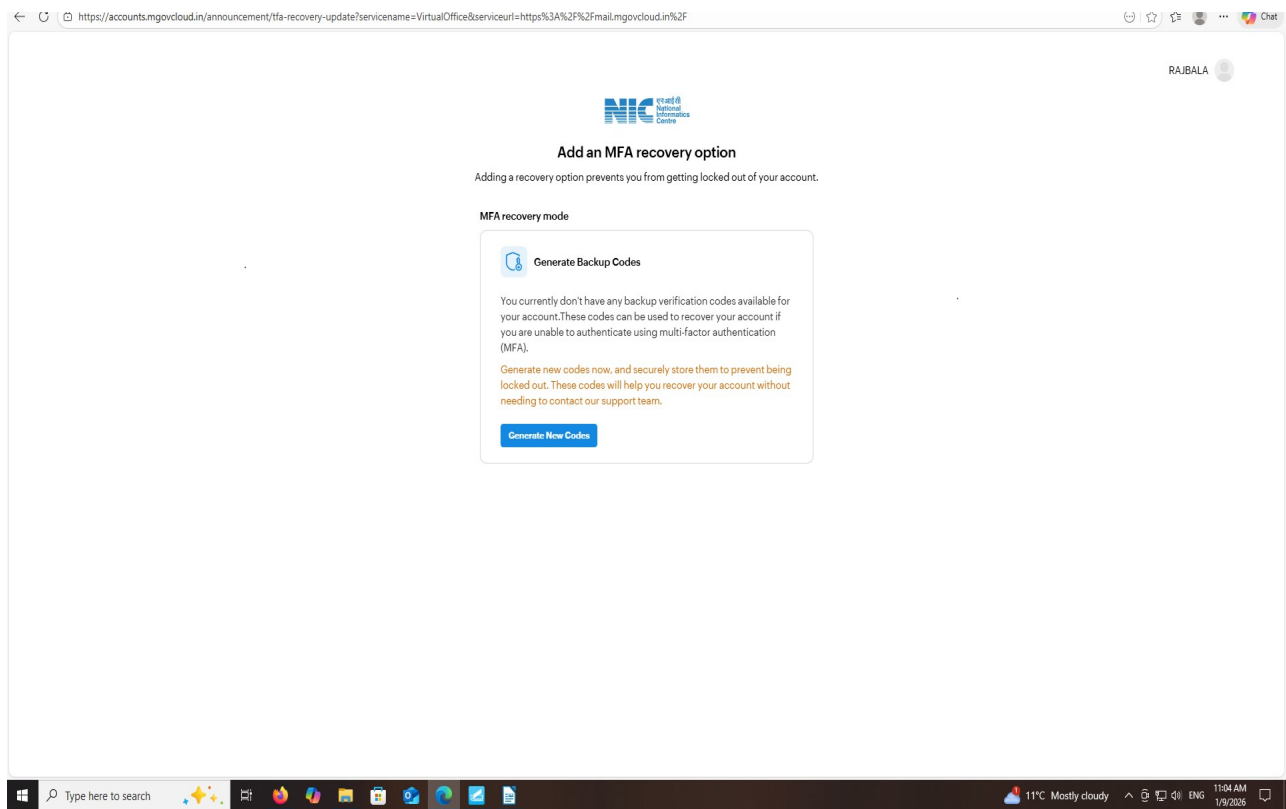 https://accounts.mgovcloud.in/announcement/tfa-recovery-update?servicename=VirtualOffice&serviceurl=https%3A%2F%2Fmail.mgovcloud.in%2F
Chat
RAJBALA
NIC
एन आई सी
National
Informatics
Centre
Add an MFA recovery option
Adding a recovery option prevents you from getting locked out of your account.
MFA recovery mode
Generate Backup Codes
You currently don't have any backup verification codes available for
your account.These codes can be used to recover your account if
you are unable to authenticate using multi-factor authentication
(MFA).
Generate new codes now, and securely store them to prevent being
locked out. These codes will help you recover your account without
needing to contact our support team.
Generate New Codes
Type here to search
11°C Mostly cloudy
ENG
11:04 AM
1/9/2026